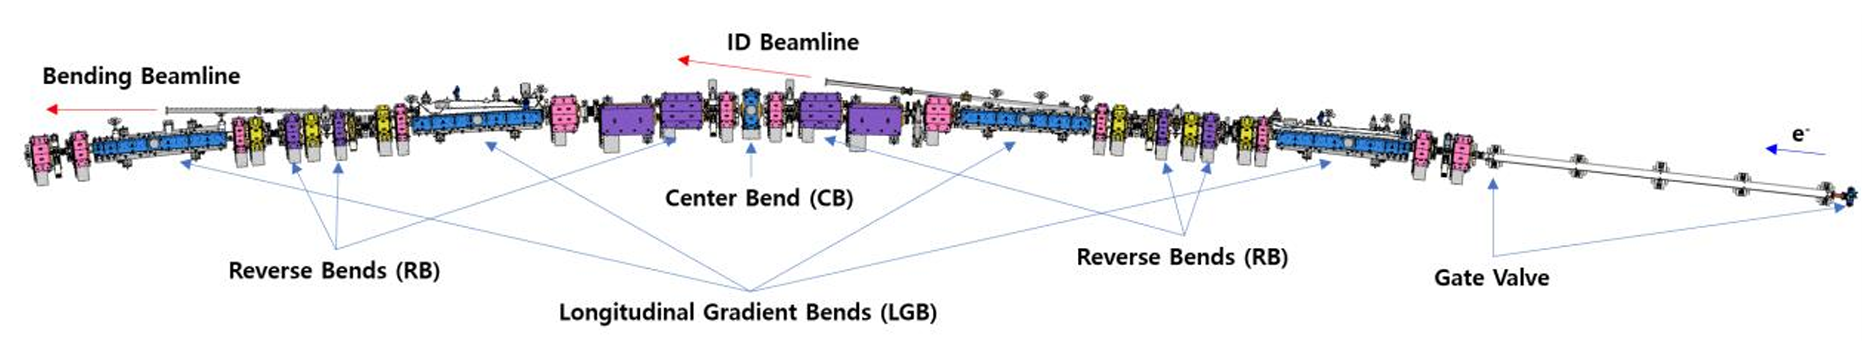 ID Beamline
Bending Beamline
e-
Center Bend (CB)
Reverse Bends (RB)
Reverse Bends (RB)
Gate Valve
Longitudinal Gradient Bends (LGB)